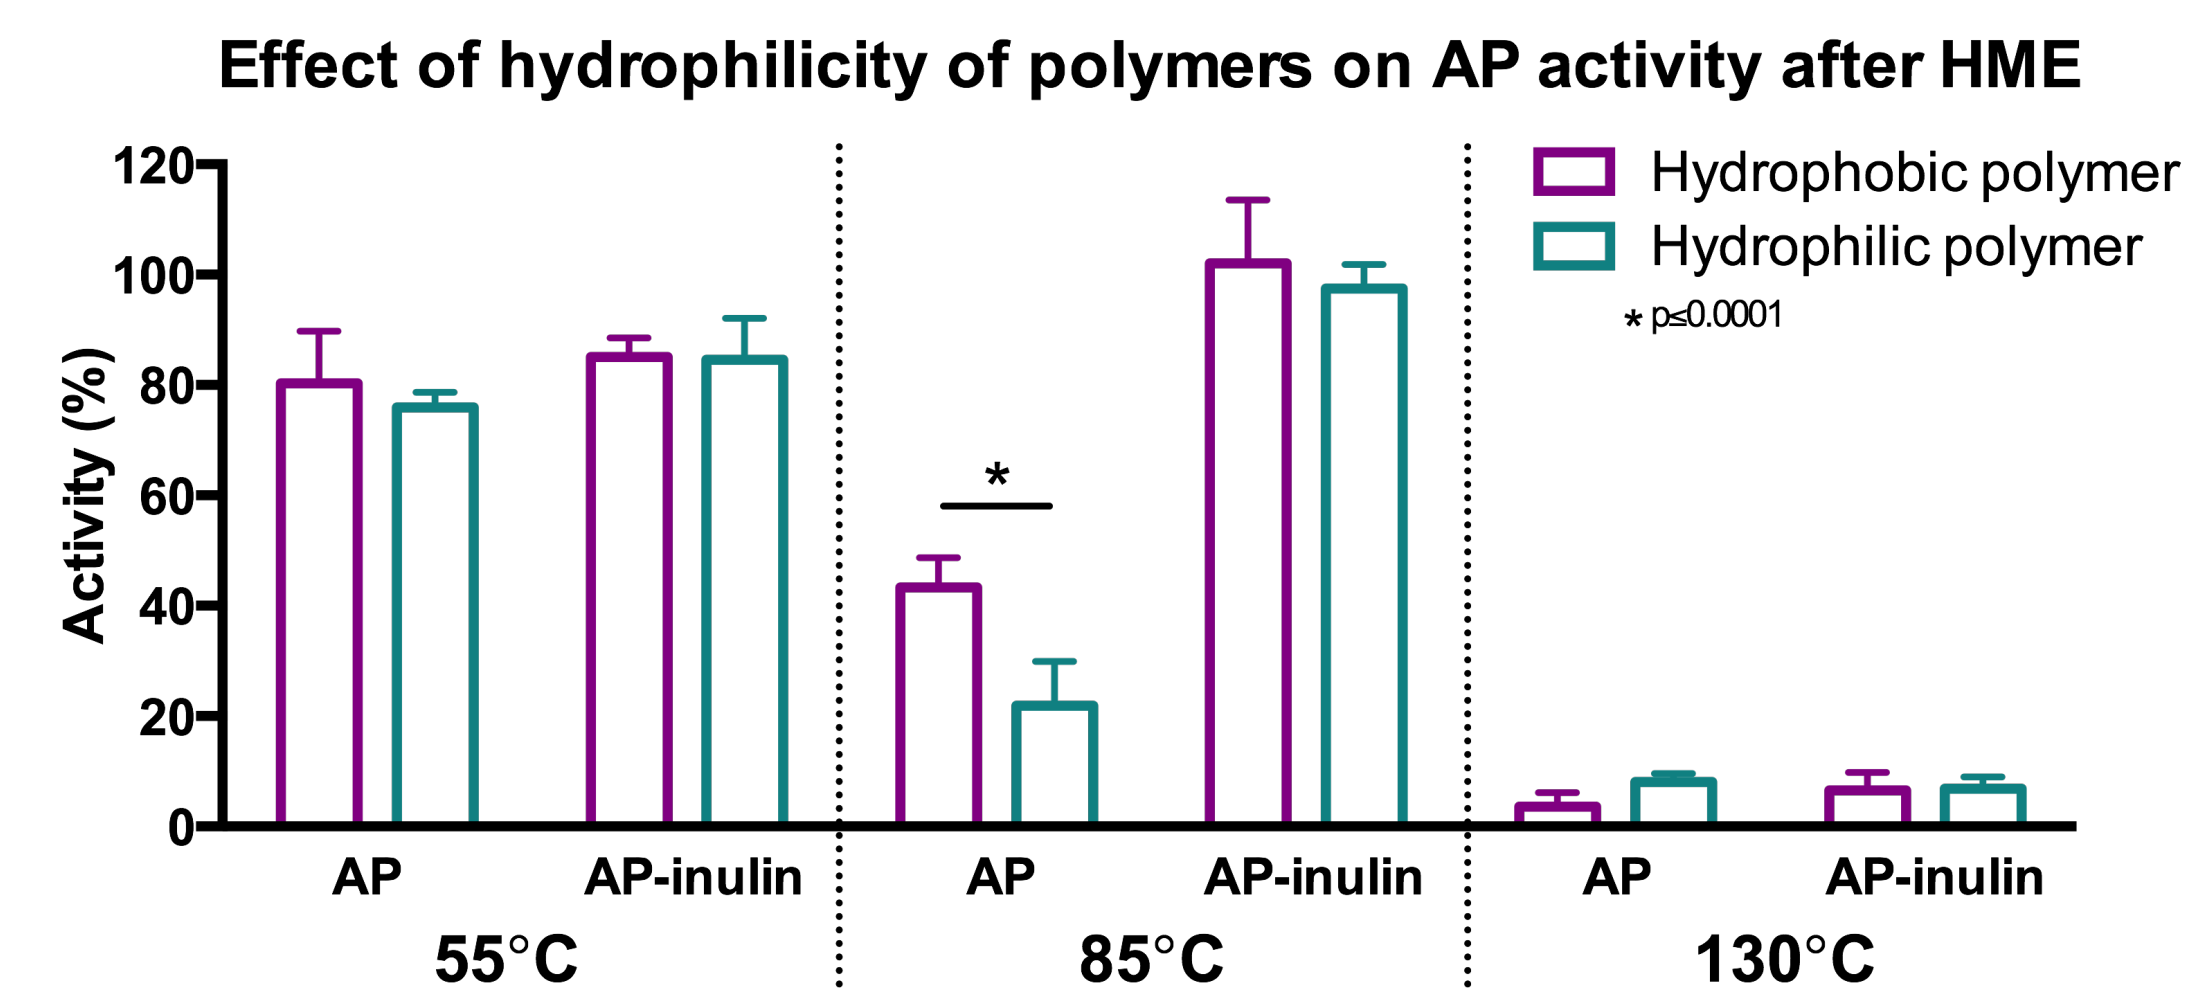 Effect of hydrophilicity of polymers on AP activity after HME
Hydrophobic polymer
Hydrophilic polymer
* p≤0.0001
Activity (%)
120
100
80
60
40
20
0
*
AP AP-inulin AP AP-inulin AP AP-inulin
55°C 85°C 130°C